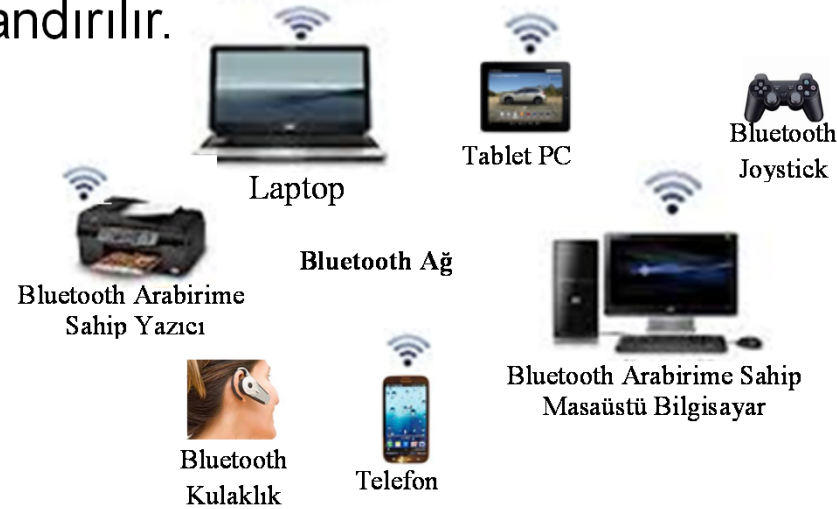 andırılır.
Laptop
Tablet PC
Bluetooth
Joystick
Bluetooth Ağ
Bluetooth Arabirime
Sahip Yazıcı
Bluetooth Arabirime Sahip
Masaüstü Bilgisayar
Bluetooth
Kulaklık
Telefon